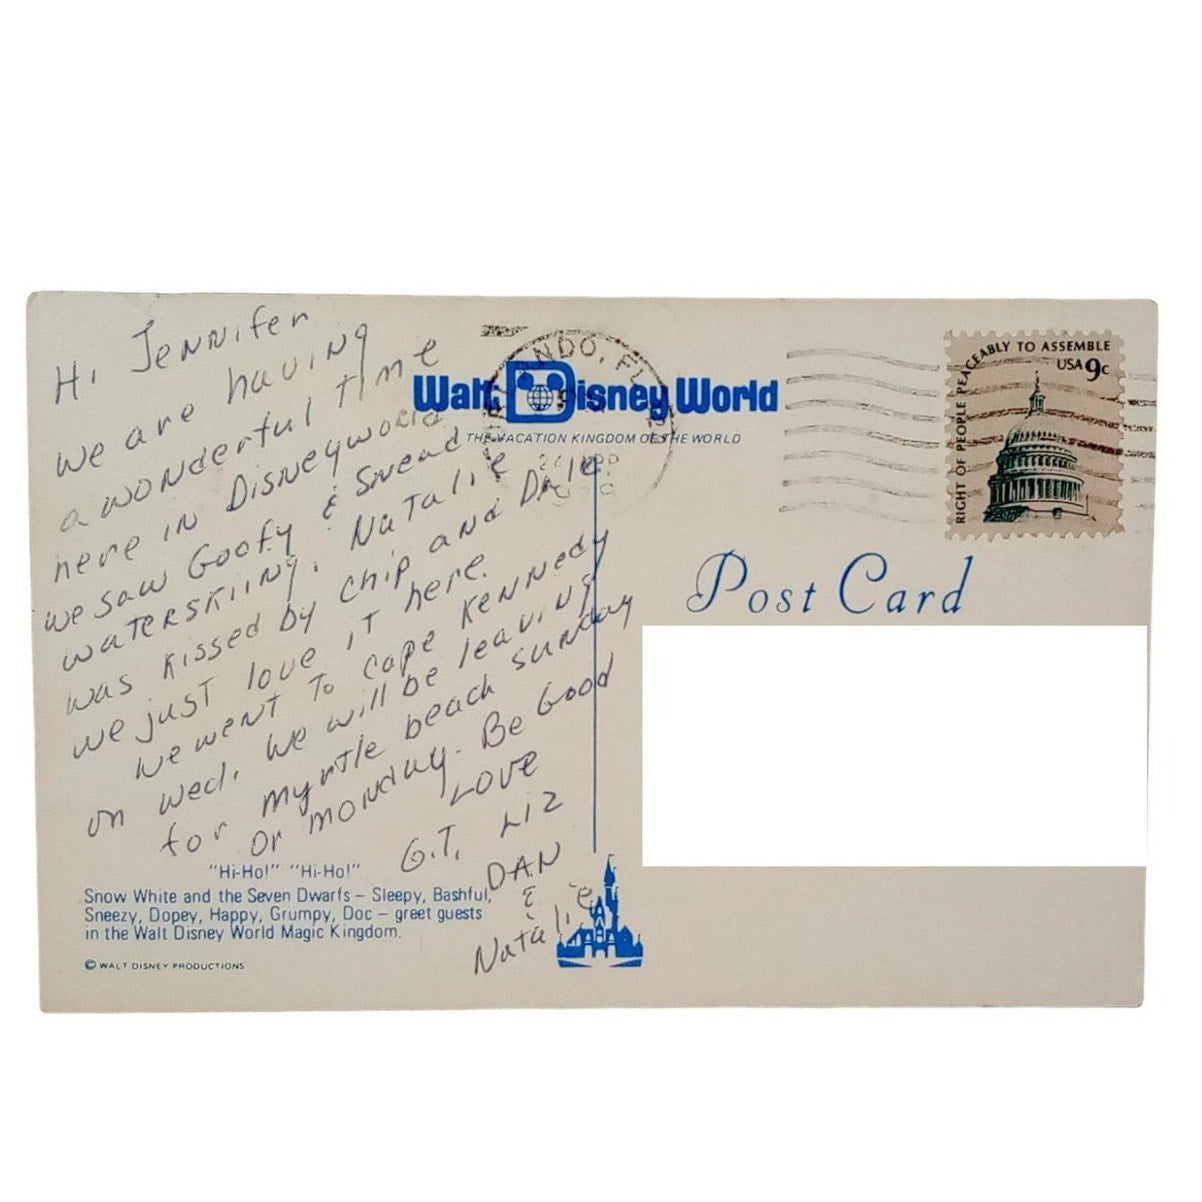 Hi Jennifer
We are having
a wonderful time
here in Disneyworld
we saw Goofy & Snead
waterskiing. Natalie
was kissed by chip and Dale.
we just love it here.
We went To Cape Kennedy
on wed. We will be leaving
for myrtle beach sunday
or monday. Be Good
Love
G.T. Liz
DAN
&
Natalie
"Hi-Ho!" "Hi-Ho!"
Snow White and the Seven Dwarfs – Sleepy, Bashful,
Sneezy, Dopey, Happy, Grumpy, Doc – greet guests
in the Walt Disney World Magic Kingdom.
© WALT DISNEY PRODUCTIONS
Walt Disney World
THE VACATION KINGDOM OF THE WORLD
NDO, FL
RIGHT OF PEOPLE PEACEABLY TO ASSEMBLE
USA 9c
Post Card